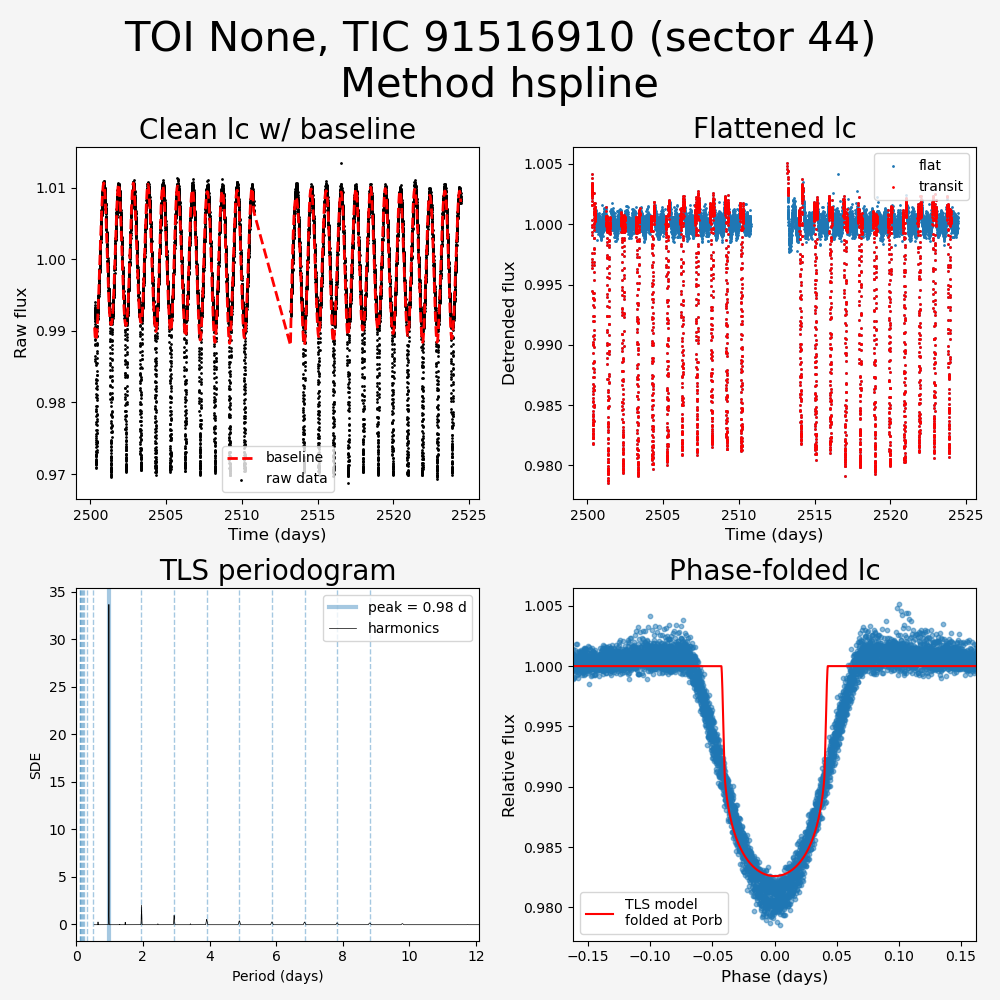 TOI None, TIC 91516910 (sector 44)
Method hspline
Clean lc w/ baseline
Raw flux
1.01
1.00
0.99
0.98
0.97
baseline
raw data
2500
2505
2510
2515
2520
2525
Time (days)
Flattened lc
Detrended flux
1.005
1.000
0.995
0.990
0.985
0.980
flat
transit
2500
2505
2510
2515
2520
2525
Time (days)
TLS periodogram
SDE
35
30
25
20
15
10
5
0
peak = 0.98 d
harmonics
0
2
4
6
8
10
12
Period (days)
Phase-folded lc
Relative flux
1.005
1.000
0.995
0.990
0.985
0.980
TLS model
folded at Porb
−0.15
−0.10
−0.05
0.00
0.05
0.10
0.15
Phase (days)